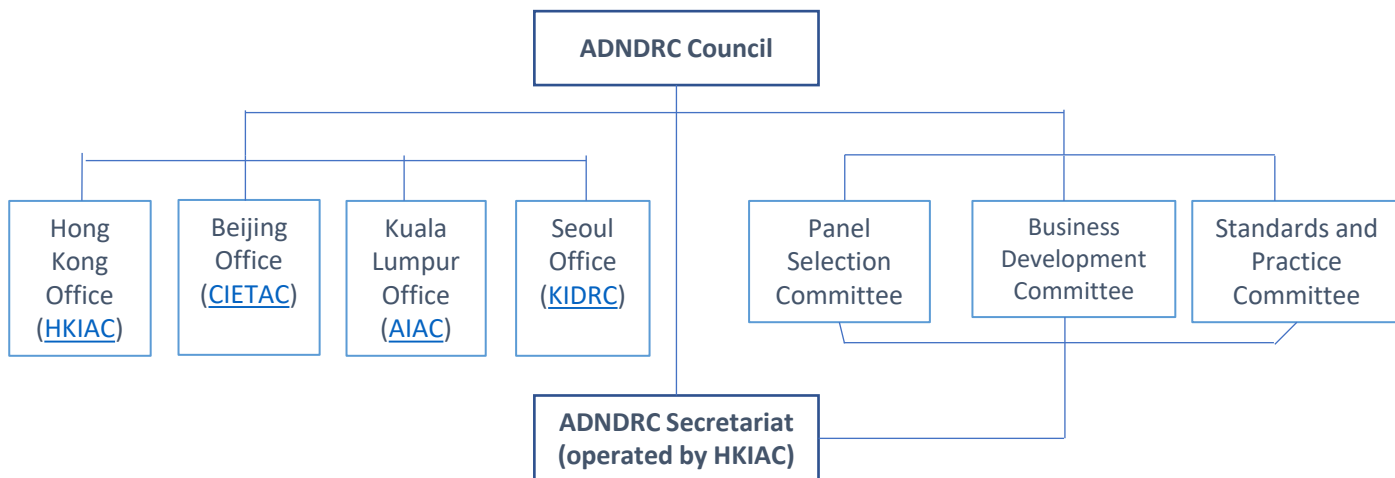 ADNDRC Council
Hong
Kong
Office
(HKIAC)
Beijing
Office
(CIETAC)
Kuala
Lumpur
Office
(AIAC)
Seoul
Office
(KIDRC)
Panel
Selection
Committee
Business
Development
Committee
Standards and
Practice
Committee
ADNDRC Secretariat
(operated by HKIAC)